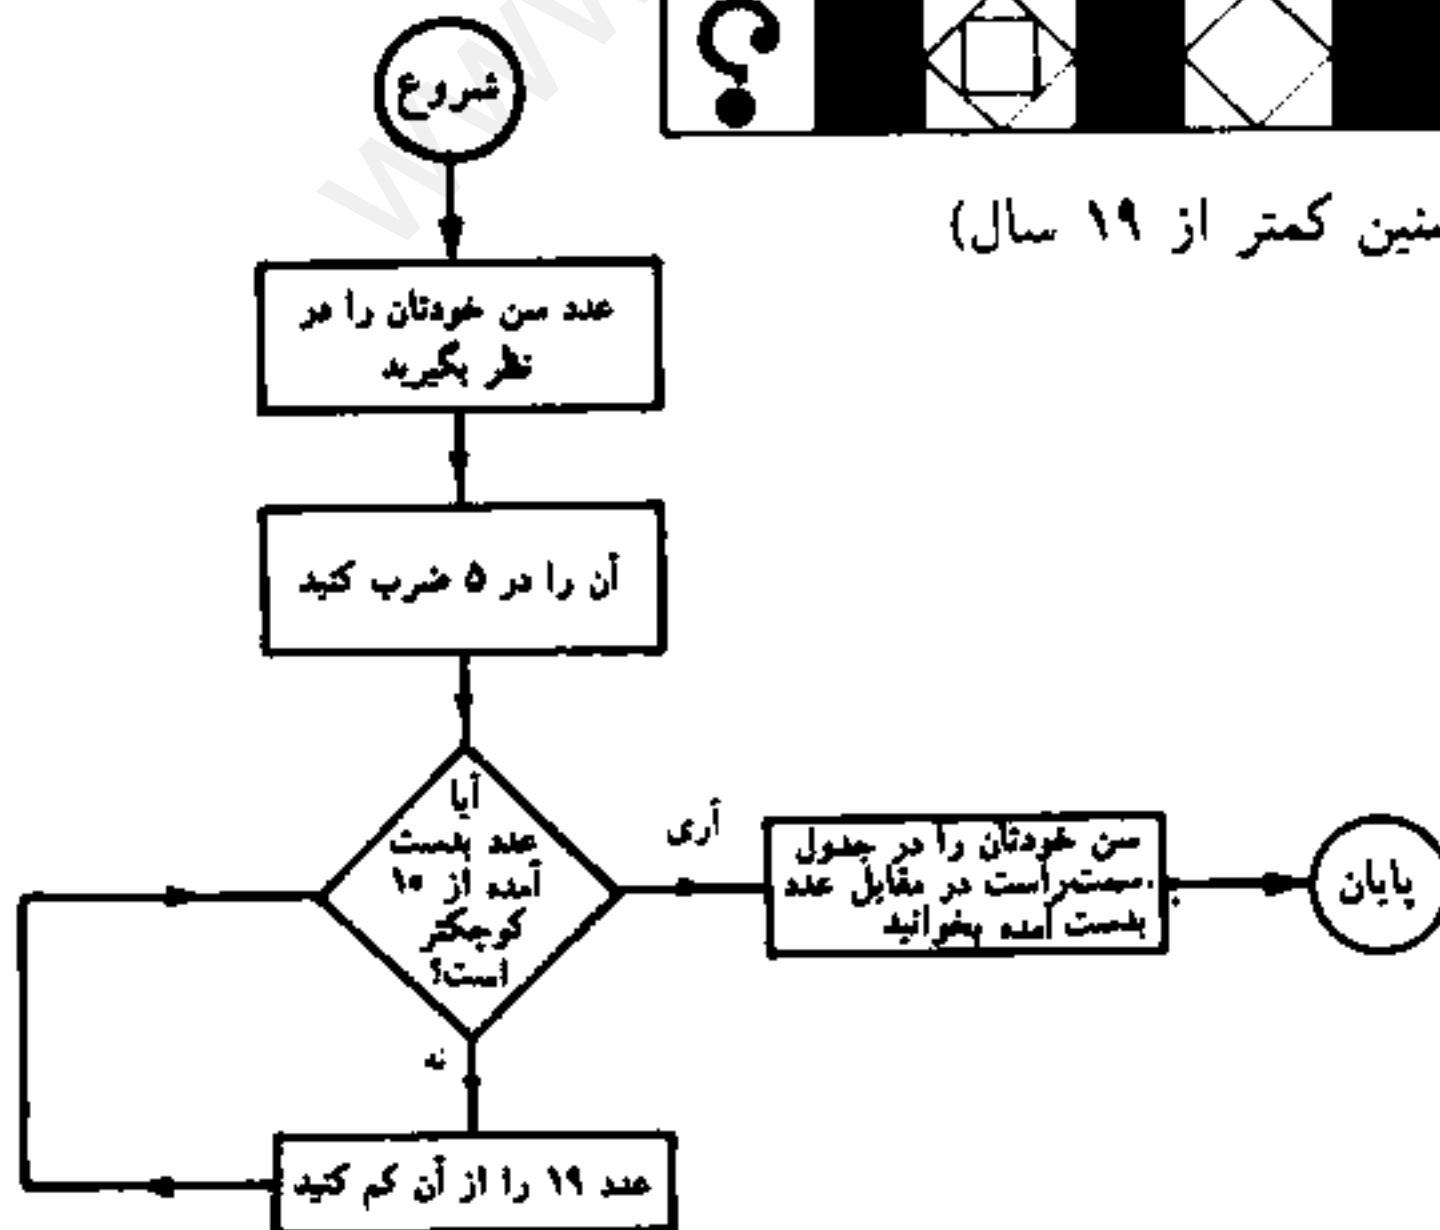 شروع
سنین کمتر از ۱۹ سال)
عدد سن خودتان را در
نظر بگیرید
آن را در ۵ ضرب کنید
آیا
عدد بدست
آمده از ۱۰
کوچکتر
است؟
آری
سن خودتان را در جدول
سمت‌راست در مقابل عدد
بدست آمده بخوانید
پایان
نه
عدد ۱۹ را از آن کم کنید